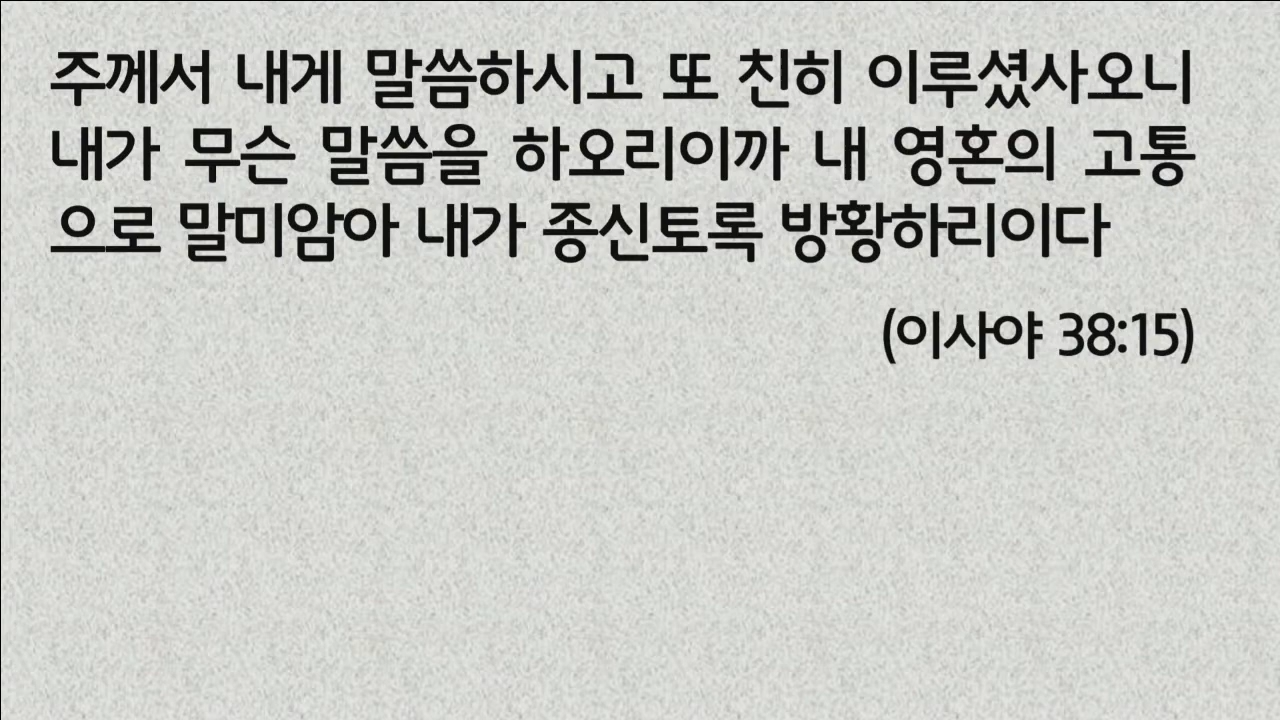 주께서 내게 말씀하시고 또 친히 이루셨사오니
내가 무슨 말씀을 하오리이까 내 영혼의 고통
으로 말미암아 내가 종신토록 방황하리이다
(이사야 38:15)